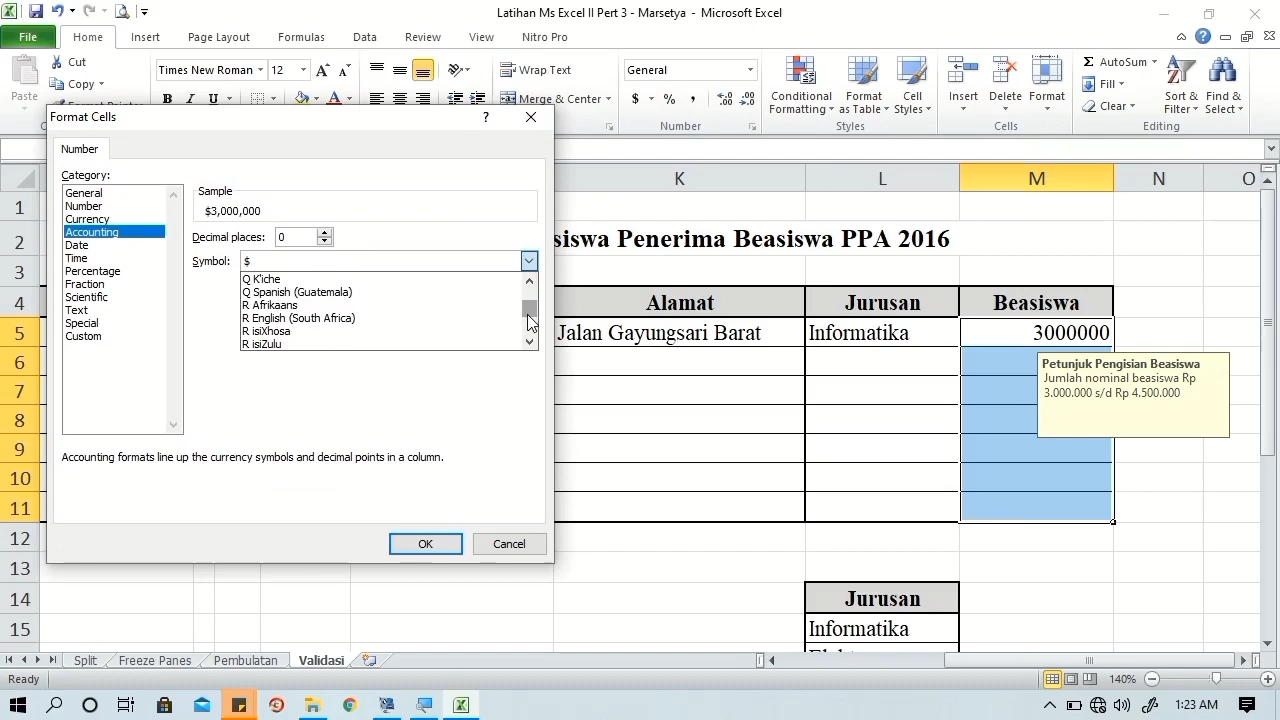 Latihan Ms Excel II Pert 3 - Marsetya - Microsoft Excel
File Home Insert Page Layout Formulas Data Review View Nitro Pro
Paste
Cut
Copy
Times New Roman 12
B I U
Wrap Text
Merge & Center
General
$ % ,
Number
Conditional Formatting
Format as Table
Cell Styles
Styles
Insert Delete Format
Cells
AutoSum
Fill
Clear
Sort & Filter
Find & Select
Editing
Format Cells
Number
Category:
General
Number
Currency
Accounting
Date
Time
Percentage
Fraction
Scientific
Text
Special
Custom
Sample
$3,000,000
Decimal places: 0
Symbol: $
Q K'iche
Q Spanish (Guatemala)
R Afrikaans
R English (South Africa)
R isiXhosa
R isiZulu
Accounting formats line up the currency symbols and decimal points in a column.
OK Cancel
K L M N O
1
2 siswa Penerima Beasiswa PPA 2016
3
4 Alamat Jurusan Beasiswa
5 Jalan Gayungsari Barat Informatika 3000000
Petunjuk Pengisian Beasiswa
Jumlah nominal beasiswa Rp
3.000.000 s/d Rp 4.500.000
6
7
8
9
10
11
12
13
14 Jurusan
15 Informatika
Split Freeze Panes Pembulatan Validasi
Ready 140%
1:23 AM